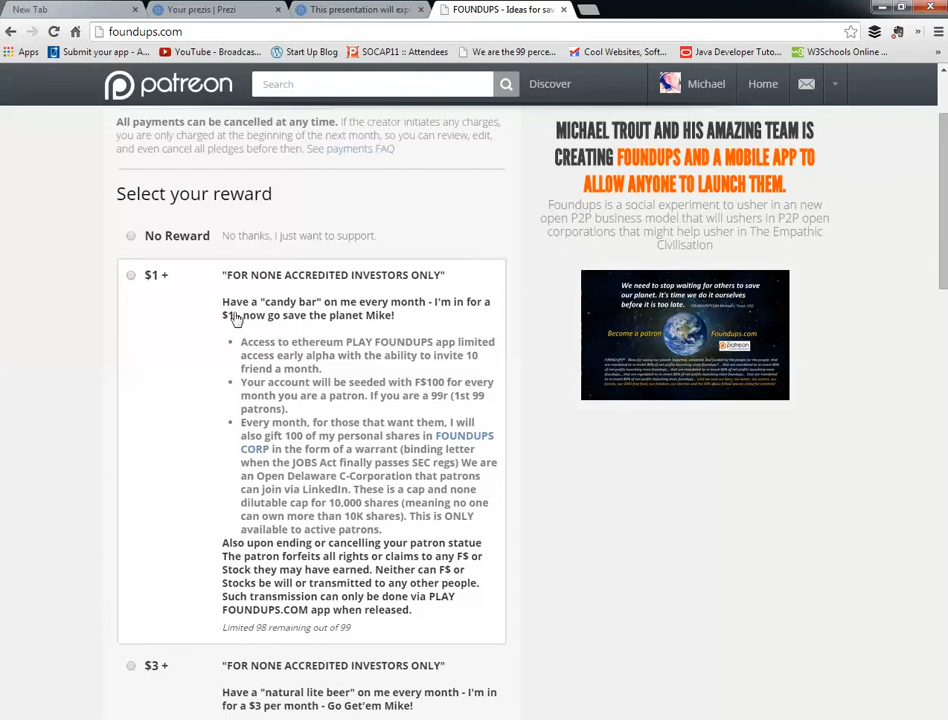 New Tab
Your prezis | Prezi
This presentation will expl
FOUNDUPS - Ideas for sav
foundups.com
Apps
Submit your app - A...
YouTube - Broadcas...
Start Up Blog
SOCAP11 :: Attendees
We are the 99 perce...
Cool Websites, Soft...
Java Developer Tuto...
W3Schools Online ...
patreon
Search
Discover
Michael
Home
All payments can be cancelled at any time. If the creator initiates any charges,
you are only charged at the beginning of the next month, so you can review, edit,
and even cancel all pledges before then. See payments FAQ
Select your reward
No Reward No thanks, I just want to support.
$1 + "FOR NONE ACCREDITED INVESTORS ONLY"
Have a "candy bar" on me every month - I'm in for a
$1, now go save the planet Mike!
Access to ethereum PLAY FOUNDUPS app limited
access early alpha with the ability to invite 10
friend a month.
Your account will be seeded with F$100 for every
month you are a patron. If you are a 99r (1st 99
patrons).
Every month, for those that want them, I will
also gift 100 of my personal shares in FOUNDUPS
CORP in the form of a warrant (binding letter
when the JOBS Act finally passes SEC regs) We are
an Open Delaware C-Corporation that patrons
can join via LinkedIn. These is a cap and none
dilutable cap for 10,000 shares (meaning no one
can own more than 10K shares). This is ONLY
available to active patrons.
Also upon ending or cancelling your patron statue
The patron forfeits all rights or claims to any F$ or
Stock they may have earned. Neither can F$ or
Stocks be will or transmitted to any other people.
Such transmission can only be done via PLAY
FOUNDUPS.COM app when released.
Limited 98 remaining out of 99
$3 + "FOR NONE ACCREDITED INVESTORS ONLY"
Have a "natural lite beer" on me every month - I'm in
for a $3 per month - Go Get'em Mike!
MICHAEL TROUT AND HIS AMAZING TEAM IS
CREATING FOUNDUPS AND A MOBILE APP TO
ALLOW ANYONE TO LAUNCH THEM.
Foundups is a social experiment to usher in an new
open P2P business model that will ushers in P2P open
corporations that might help usher in The Empathic
Civilisation
We need to stop waiting for others to save
our planet. It's time we do it ourselves
before it is too late.
Become a patron
Foundups.com
patreon